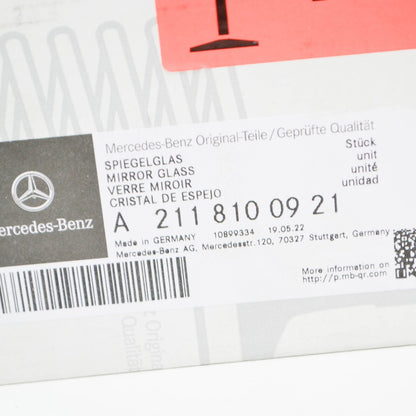 Mercedes-Benz Original-Teile/Geprüfte Qualität
SPIEGELGLAS
MIRROR GLASS
VERRE MIROIR
CRISTAL DE ESPEJO
Stück
unit
unité
unidad
ercedes-Benz
A 211 810 09 21
Made in GERMANY 10899334 19.05.22
Mercedes-Benz AG, Mercedesstr.120, 70327 Stuttgart, Germany
More information on
http://p.mb-qr.com/
Qualität